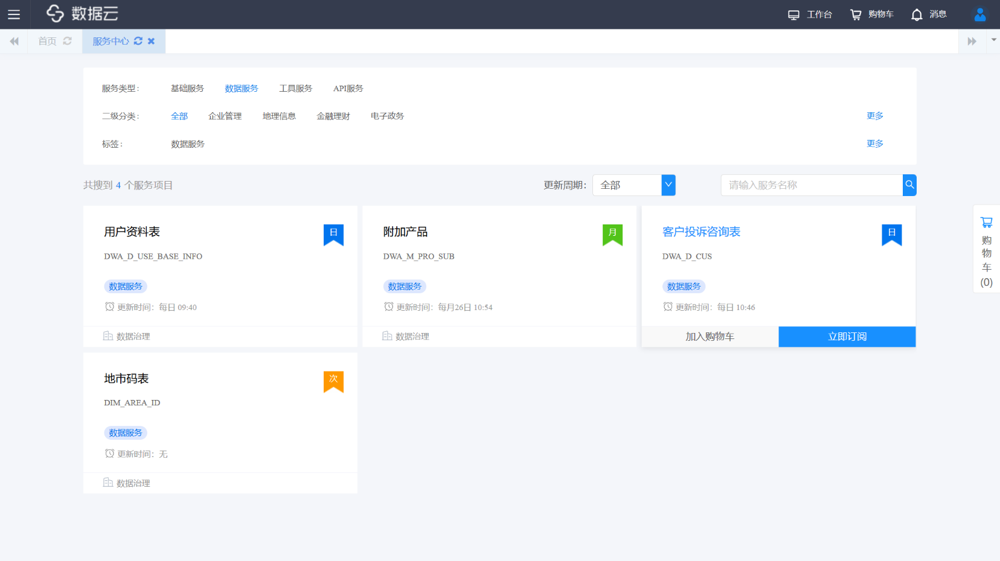 数据云 工作台 购物车 消息
首页 服务中心
服务类型： 基础服务 数据服务 工具服务 API服务
二级分类： 全部 企业管理 地理信息 金融理财 电子政务 更多
标签： 数据服务 更多
共搜到 4 个服务项目 更新周期： 全部 请输入服务名称
用户资料表 日
DWA_D_USE_BASE_INFO
数据服务
更新时间：每日 09:40
数据治理
附加产品 月
DWA_M_PRO_SUB
数据服务
更新时间：每月26日 10:54
数据治理
客户投诉咨询表 日
DWA_D_CUS
数据服务
更新时间：每日 10:46
加入购物车 立即订阅
地市码表 次
DIM_AREA_ID
数据服务
更新时间：无
数据治理
购
物
车
(0)